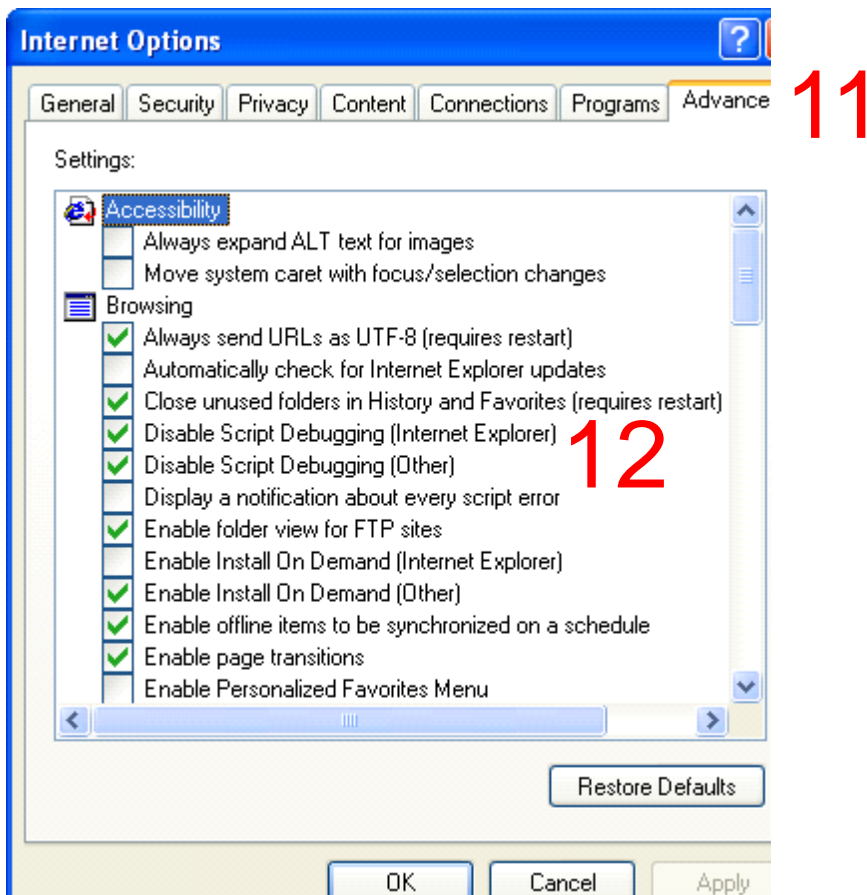 Internet Options ?
General Security Privacy Content Connections Programs Advance 11
Settings:
Accessibility
Always expand ALT text for images
Move system caret with focus/selection changes
Browsing
Always send URLs as UTF-8 (requires restart)
Automatically check for Internet Explorer updates
Close unused folders in History and Favorites (requires restart)
Disable Script Debugging (Internet Explorer) 12
Disable Script Debugging (Other)
Display a notification about every script error
Enable folder view for FTP sites
Enable Install On Demand (Internet Explorer)
Enable Install On Demand (Other)
Enable offline items to be synchronized on a schedule
Enable page transitions
Enable Personalized Favorites Menu
Restore Defaults
OK Cancel Apply